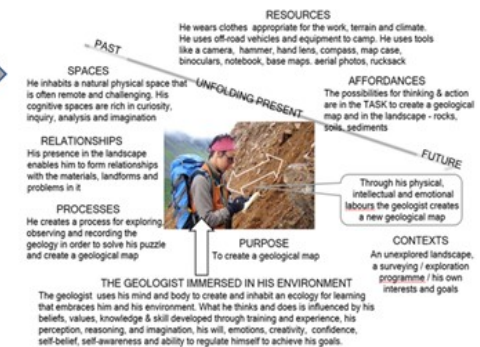 RESOURCES
He wears clothes appropriate for the work, terrain and climate.
He uses off-road vehicles and equipment to camp. He uses tools
like a camera, hammer, hand lens, compass, map case,
binoculars, notebook, base maps. aerial photos, rucksack
PAST
SPACES
He inhabits a natural physical space that
is often remote and challenging. His
cognitive spaces are rich in curiosity,
inquiry, analysis and imagination
UNFOLDING PRESENT
AFFORDANCES
The possibilities for thinking & action
are in the TASK to create a geological
map and in the landscape - rocks,
soils, sediments
FUTURE
RELATIONSHIPS
His presence in the landscape
enables him to form relationships
with the materials, landforms and
problems in it
Through his physical,
intellectual and emotional
labours the geologist creates
a new geological map
PROCESSES
He creates a process for exploring,
observing and recording the
geology in order to solve his puzzle
and create a geological map
PURPOSE
To create a geological map
CONTEXTS
An unexplored landscape,
a surveying / exploration
programme / his own
interests and goals
THE GEOLOGIST IMMERSED IN HIS ENVIRONMENT
The geologist uses his mind and body to create and inhabit an ecology for learning
that embraces him and his environment. What he thinks and does is influenced by his
beliefs, values, knowledge & skill developed through training and experience, his
perception, reasoning, and imagination, his will, emotions, creativity, confidence,
self-belief, self-awareness and ability to regulate himself to achieve his goals.